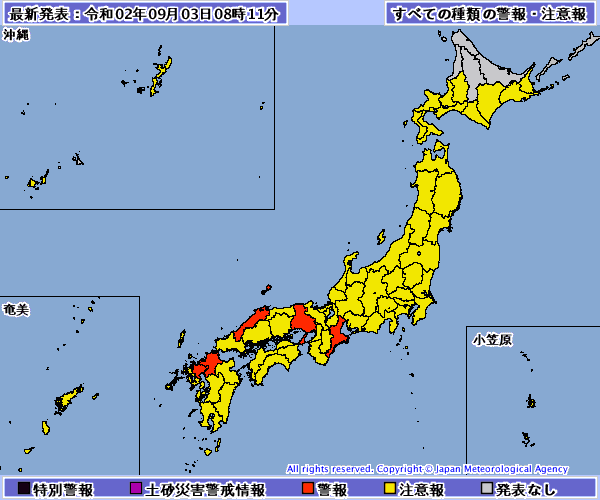 最新発表：令和02年09月03日08時11分
すべての種類の警報・注意報
沖縄
奄美
小笠原
All rights reserved. Copyright © Japan Meteorological Agency
特別警報
土砂災害警戒情報
警報
注意報
発表なし